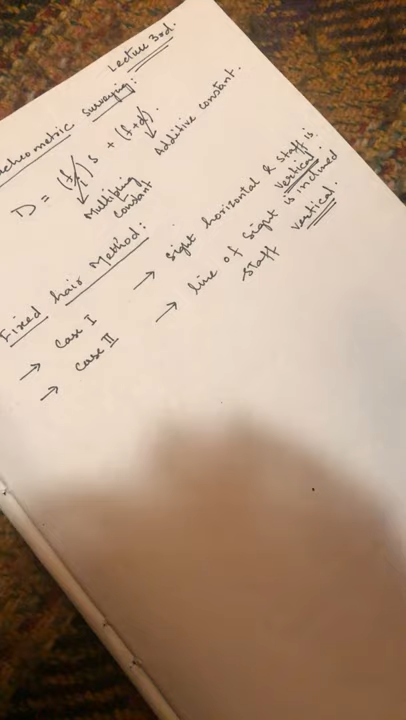 Lecture 3rd.
acheometric Surveying:
D = (f/i) s + (f+d).
Multiplying constant
Additive constant.
Fixed hair Method:
→ Case I → Sight horizontal & staff is vertical.
→ Case II → line of sight is inclined staff vertical.